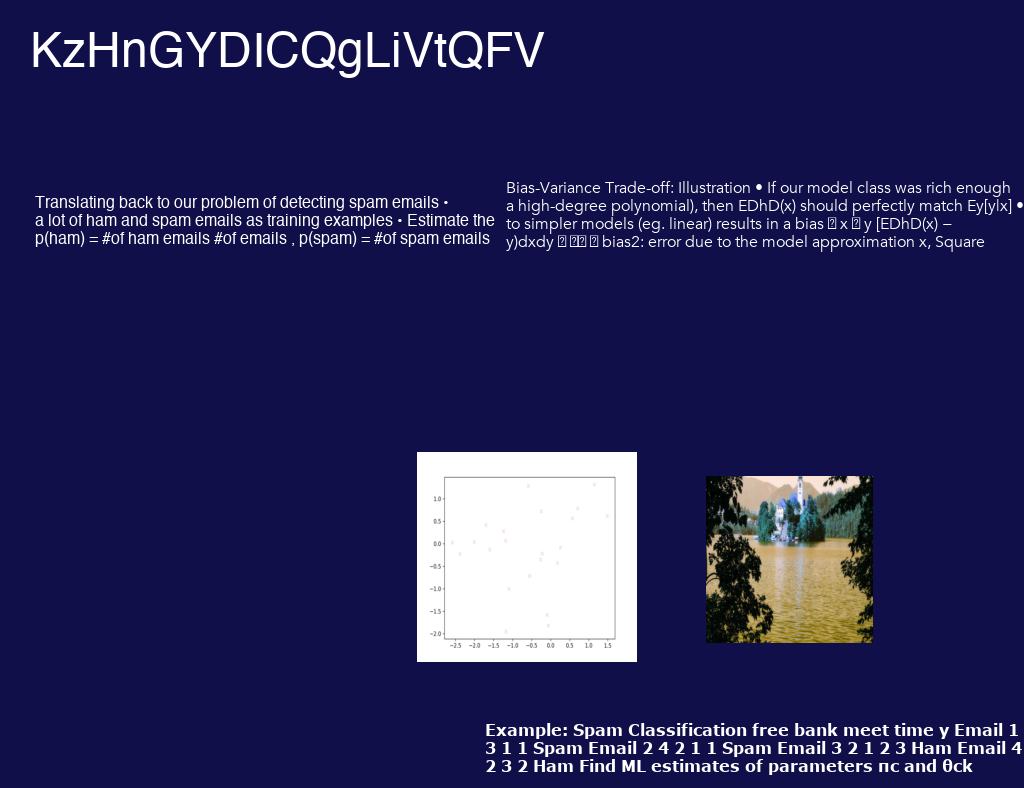 KzHnGYDICQgLiVtQFV
Translating back to our problem of detecting spam emails •
a lot of ham and spam emails as training examples • Estimate the
p(ham) = #of ham emails #of emails , p(spam) = #of spam emails
Bias-Variance Trade-off: Illustration • If our model class was rich enough
a high-degree polynomial), then EDhD(x) should perfectly match Ey[y|x] •
to simpler models (eg. linear) results in a bias x y [EDhD(x) −
y)dxdy bias2: error due to the model approximation x, Square
1.0
0.5
0.0
−0.5
−1.0
−1.5
−2.0
−2.5 −2.0 −1.5 −1.0 −0.5 0.0 0.5 1.0 1.5
Example: Spam Classification free bank meet time y Email 1
3 1 1 Spam Email 2 4 2 1 1 Spam Email 3 2 1 2 3 Ham Email 4
2 3 2 Ham Find ML estimates of parameters πc and θck